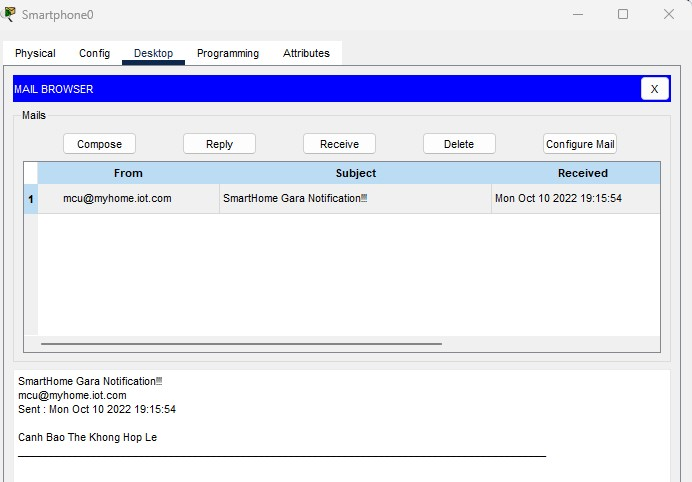 Smartphone0
Physical Config Desktop Programming Attributes
MAIL BROWSER X
Mails
Compose Reply Receive Delete Configure Mail
From Subject Received
1 mcu@myhome.iot.com SmartHome Gara Notification!!! Mon Oct 10 2022 19:15:54
SmartHome Gara Notification!!!
mcu@myhome.iot.com
Sent : Mon Oct 10 2022 19:15:54
Canh Bao The Khong Hop Le